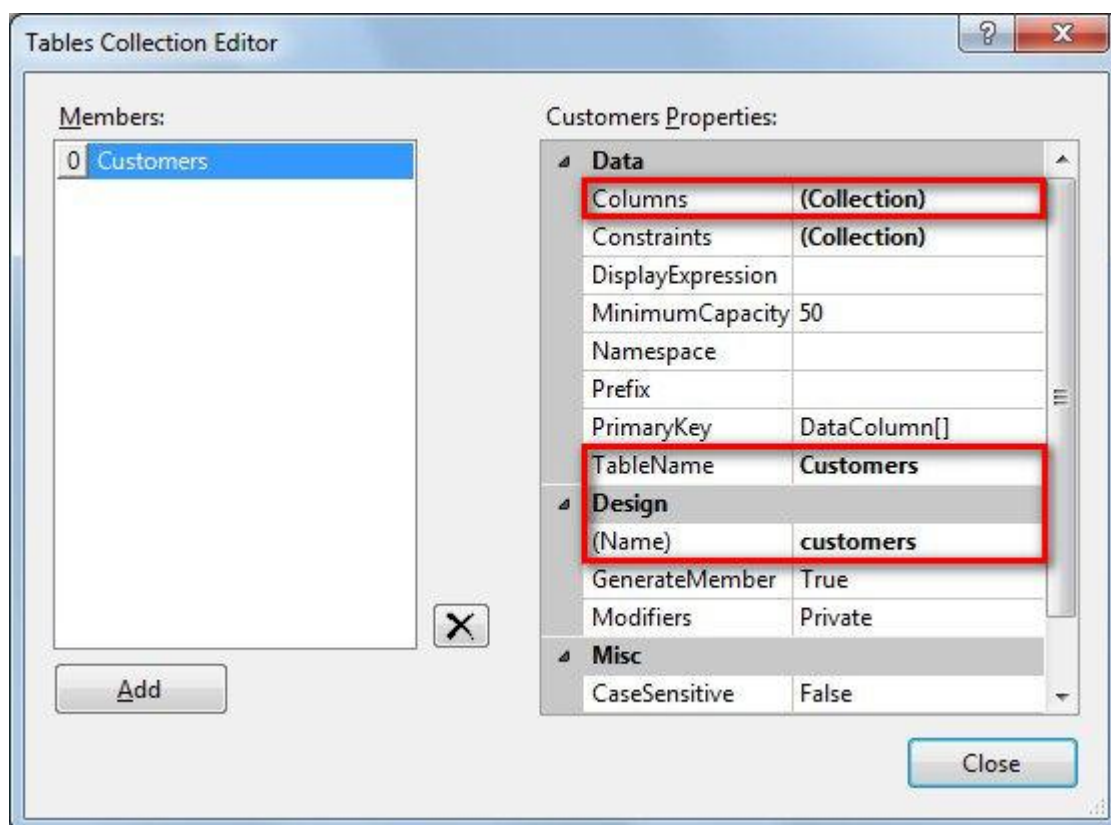 Tables Collection Editor
Members:
0 Customers
Add
Customers Properties:
Data
Columns (Collection)
Constraints (Collection)
DisplayExpression
MinimumCapacity 50
Namespace
Prefix
PrimaryKey DataColumn[]
TableName Customers
Design
(Name) customers
GenerateMember True
Modifiers Private
Misc
CaseSensitive False
Close